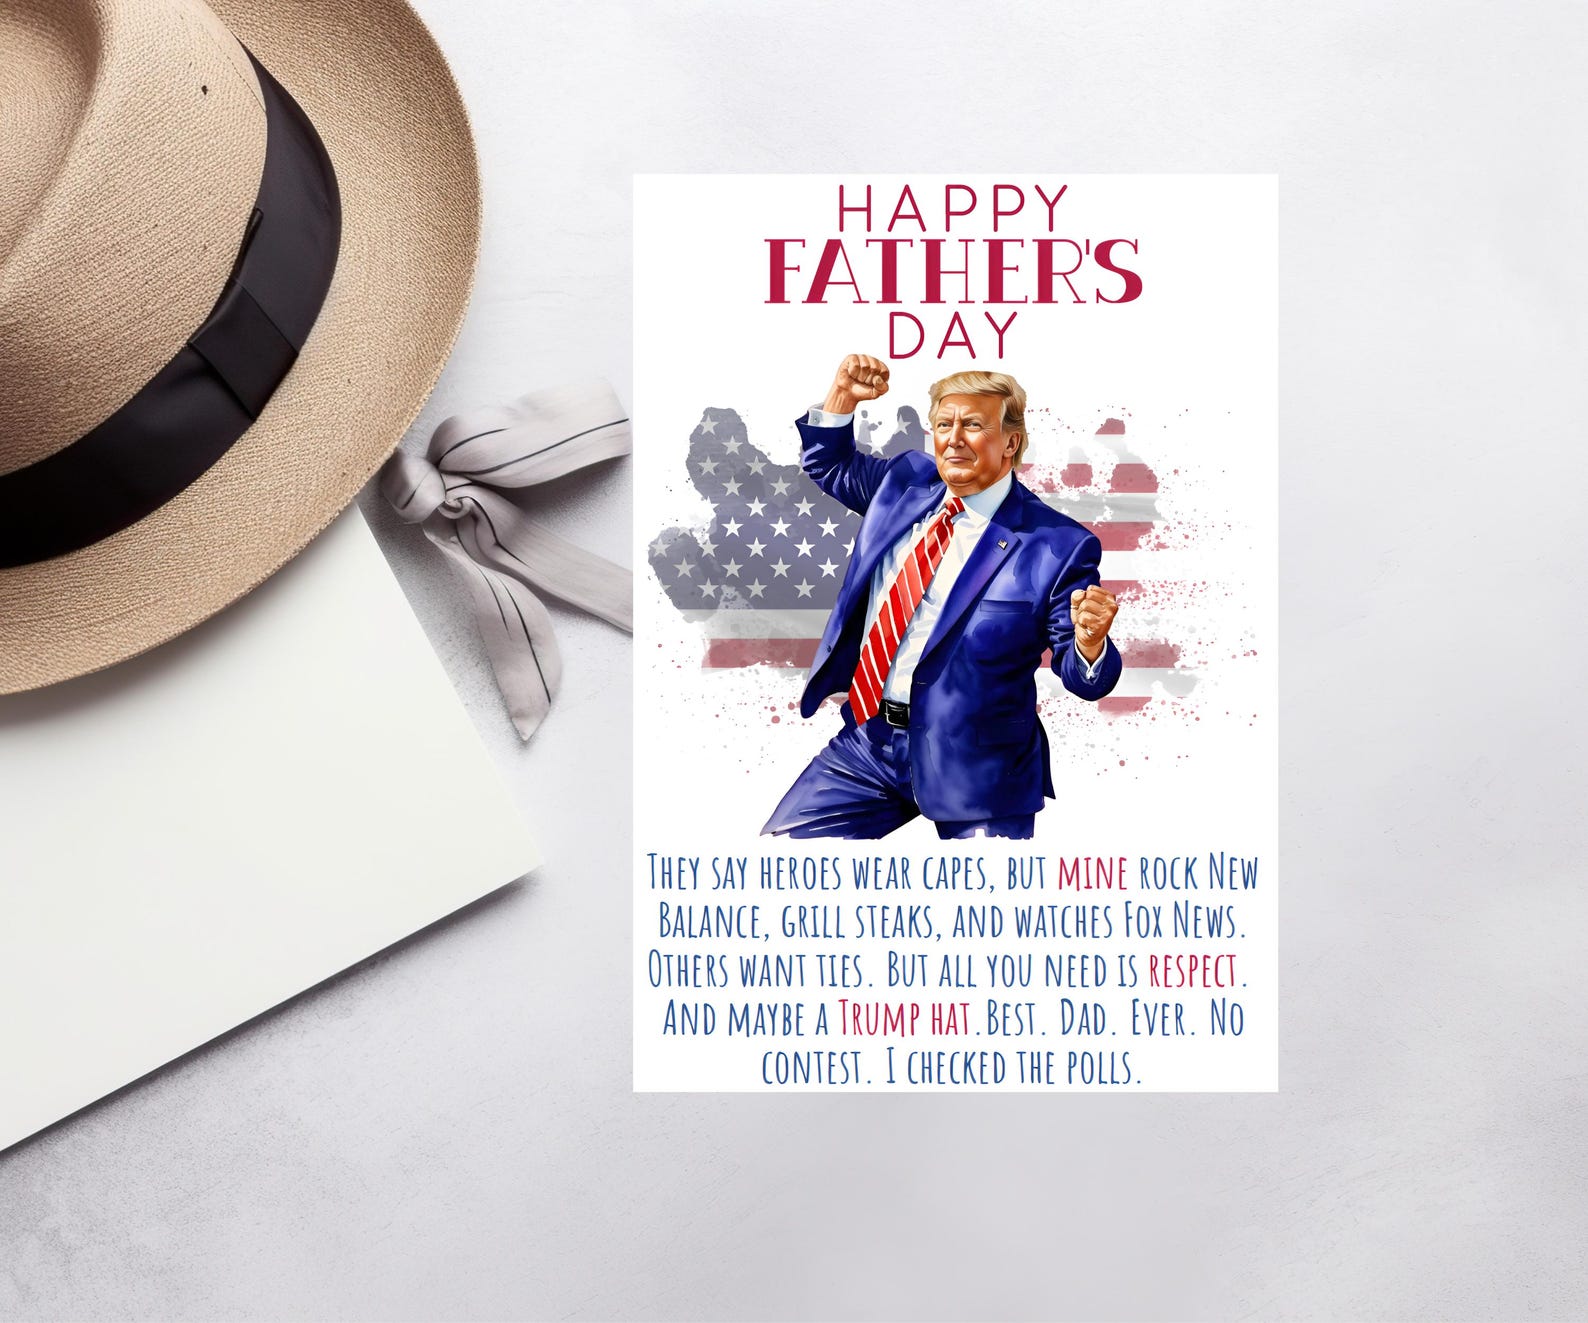 HAPPY
FATHER'S
DAY
They say heroes wear capes, but mine rock New
Balance, grill steaks, and watches Fox News.
Others want ties. But all you need is respect.
And maybe a Trump hat.Best. Dad. Ever. No
contest. I checked the polls.